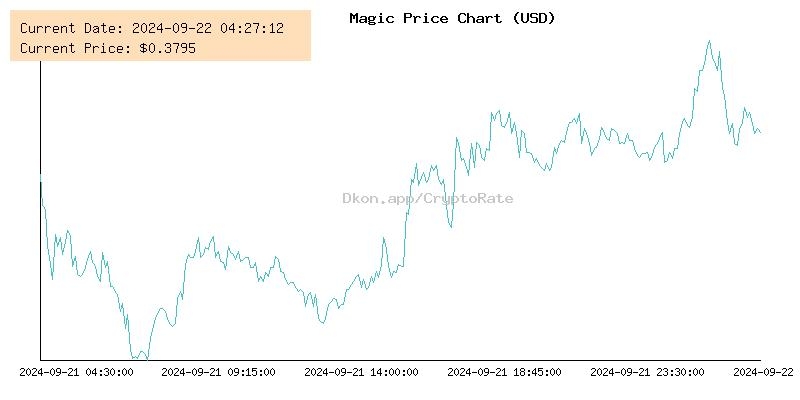 Magic Price Chart (USD)
Current Date: 2024-09-22 04:27:12
Current Price: $0.3795
Dkon.app/CryptoRate
2024-09-21 04:30:00
2024-09-21 09:15:00
2024-09-21 14:00:00
2024-09-21 18:45:00
2024-09-21 23:30:00
2024-09-22